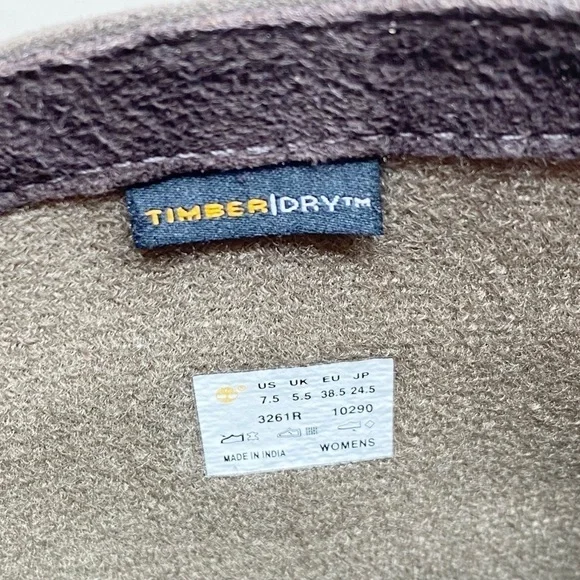 TIMBER|DRY™
US UK EU JP
7.5 5.5 38.5 24.5
3261R 10290
MADE IN INDIA WOMENS